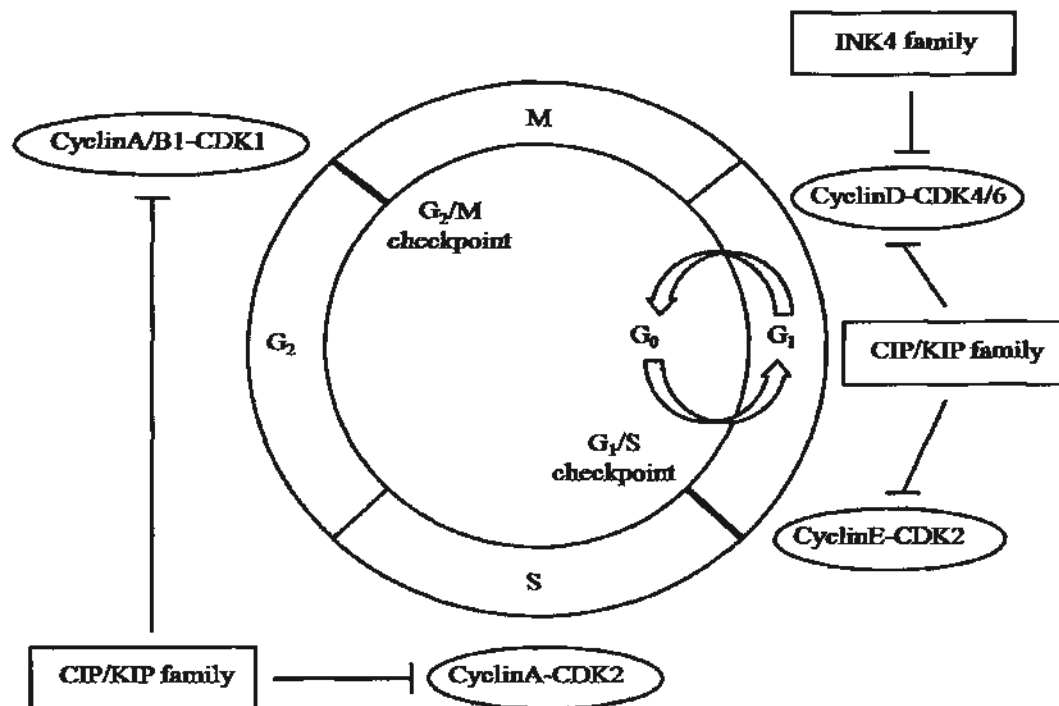 INK4 family
M
CyclinA/B1-CDK1
CyclinD-CDK4/6
G₂/M
checkpoint
G₂
G₀
G₁
CIP/KIP family
G₁/S
checkpoint
CyclinE-CDK2
S
CIP/KIP family
CyclinA-CDK2